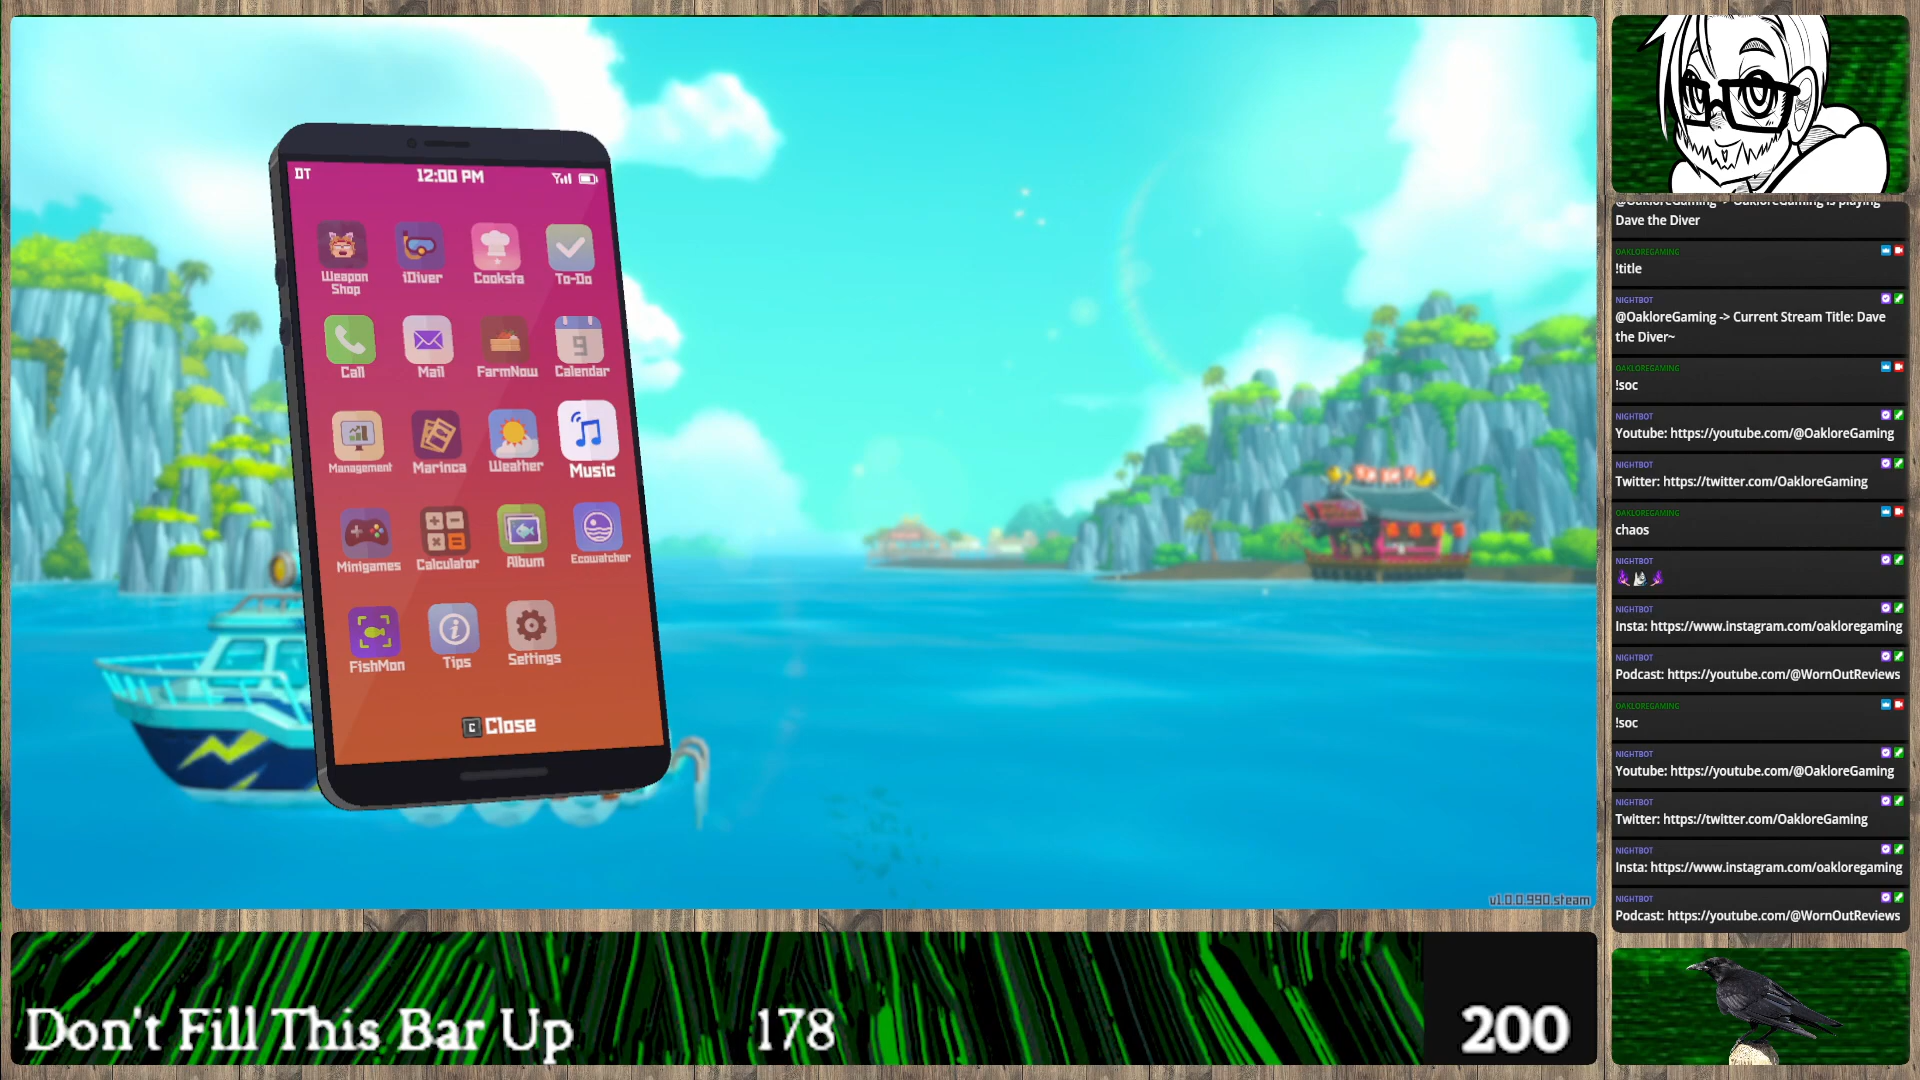 DT
12:00 PM
Weapon Shop
iDiver
Cooksta
To-Do
Call
Mail
FarmNow
9
Calendar
Management
Marinca
Weather
Music
Minigames
Calculator
Album
Ecowatcher
FishMon
Tips
Settings
C Close
v1.0.0.990.steam
Don't Fill This Bar Up
178
200
@OakloreGaming -> OakloreGaming is playing
Dave the Diver
OAKLOREGAMING
!title
NIGHTBOT
@OakloreGaming -> Current Stream Title: Dave
the Diver~
OAKLOREGAMING
!soc
NIGHTBOT
Youtube: https://youtube.com/@OakloreGaming
NIGHTBOT
Twitter: https://twitter.com/OakloreGaming
OAKLOREGAMING
chaos
NIGHTBOT
NIGHTBOT
Insta: https://www.instagram.com/oakloregaming
NIGHTBOT
Podcast: https://youtube.com/@WornOutReviews
OAKLOREGAMING
!soc
NIGHTBOT
Youtube: https://youtube.com/@OakloreGaming
NIGHTBOT
Twitter: https://twitter.com/OakloreGaming
NIGHTBOT
Insta: https://www.instagram.com/oakloregaming
NIGHTBOT
Podcast: https://youtube.com/@WornOutReviews